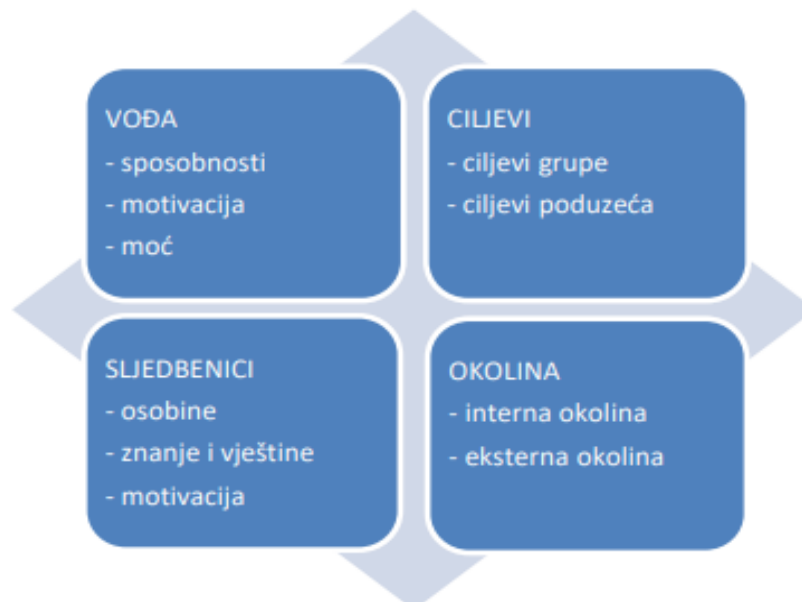 VOĐA
- sposobnosti
- motivacija
- moć
CILJEVI
- ciljevi grupe
- ciljevi poduzeća
SLJEDBENICI
- osobine
- znanje i vještine
- motivacija
OKOLINA
- interna okolina
- eksterna okolina